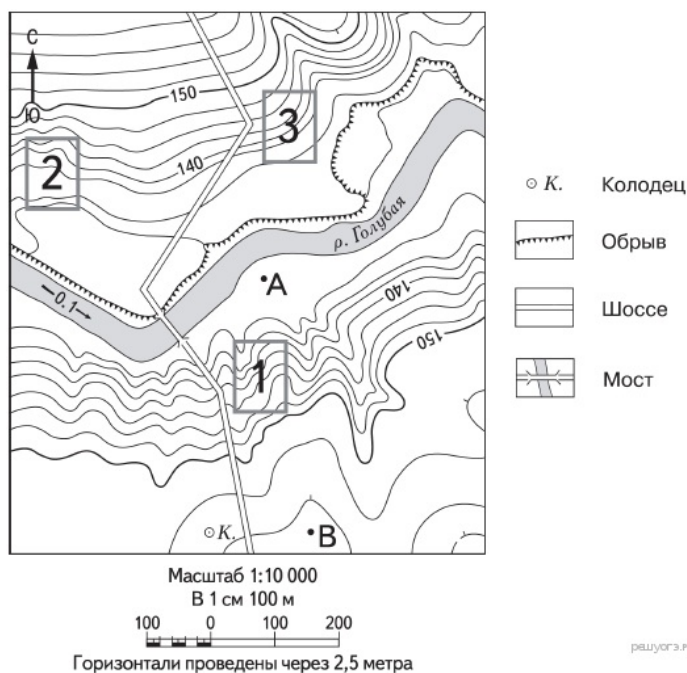 С
Ю
150
3
2
140
р. Голубая
0.1
А
140
150
1
К.
В
К. Колодец
Обрыв
Шоссе
Мост
Масштаб 1:10 000
В 1 см 100 м
100 0 100 200
Горизонтали проведены через 2,5 метра